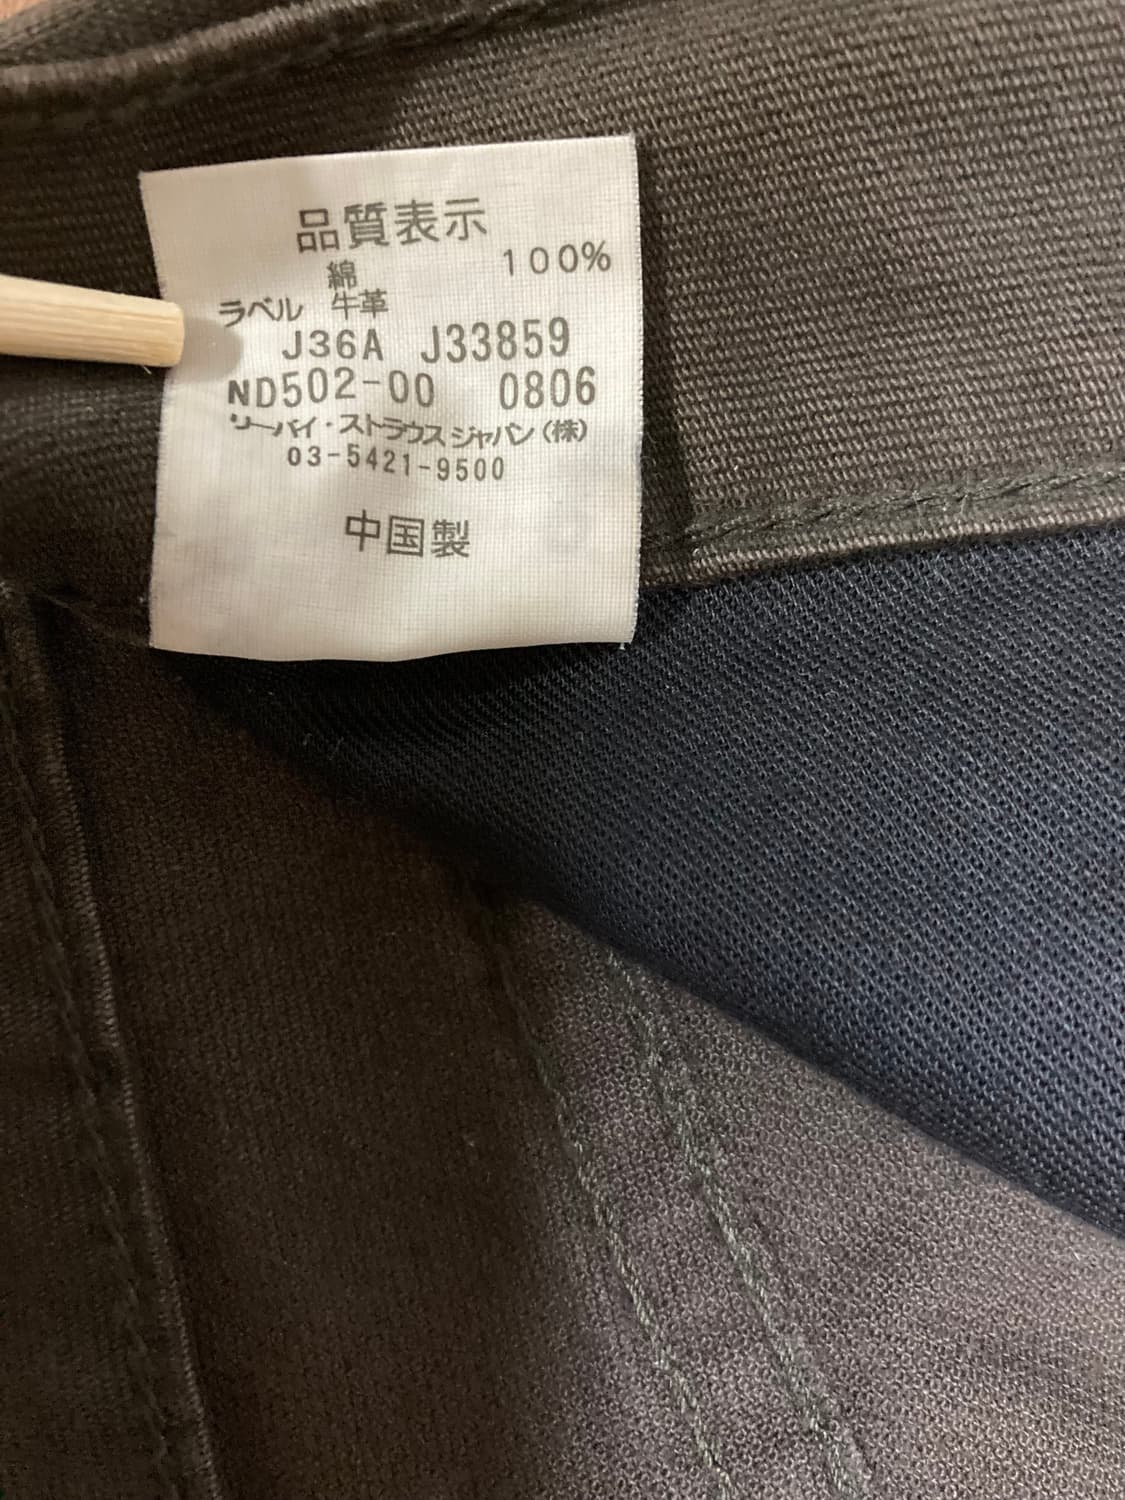 品質表示
綿 100%
ラベル 牛革
J36A J33859
ND502-00 0806
リーバイ・ストラウス ジャパン(株)
03-5421-9500
中国製